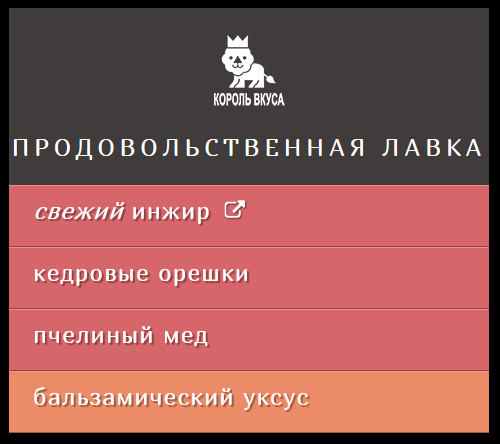 КОРОЛЬ ВКУСА
ПРОДОВОЛЬСТВЕННАЯ ЛАВКА
свежий инжир
кедровые орешки
пчелиный мед
бальзамический уксус